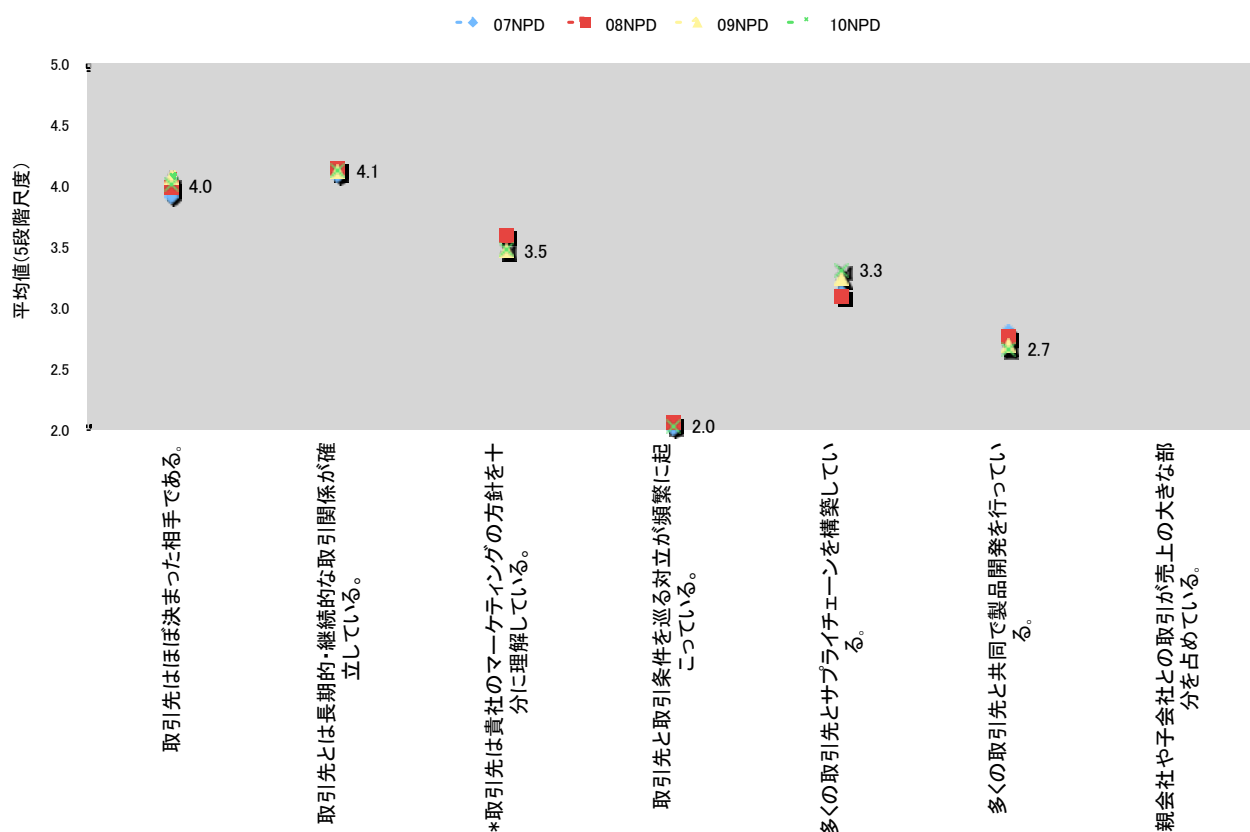 07NPD 08NPD 09NPD 10NPD
平均値(5段階尺度)
5.0
4.5
4.0
3.5
3.0
2.5
2.0
4.0
4.1
3.5
2.0
3.3
2.7
取引先はほぼ決まった相手である。
取引先とは長期的・継続的な取引関係が確
立している。
*取引先は貴社のマーケティングの方針を十
分に理解している。
取引先と取引条件を巡る対立が頻繁に起
こっている。
多くの取引先とサプライチェーンを構築してい
る。
多くの取引先と共同で製品開発を行ってい
る。
親会社や子会社との取引が売上の大きな部
分を占めている。